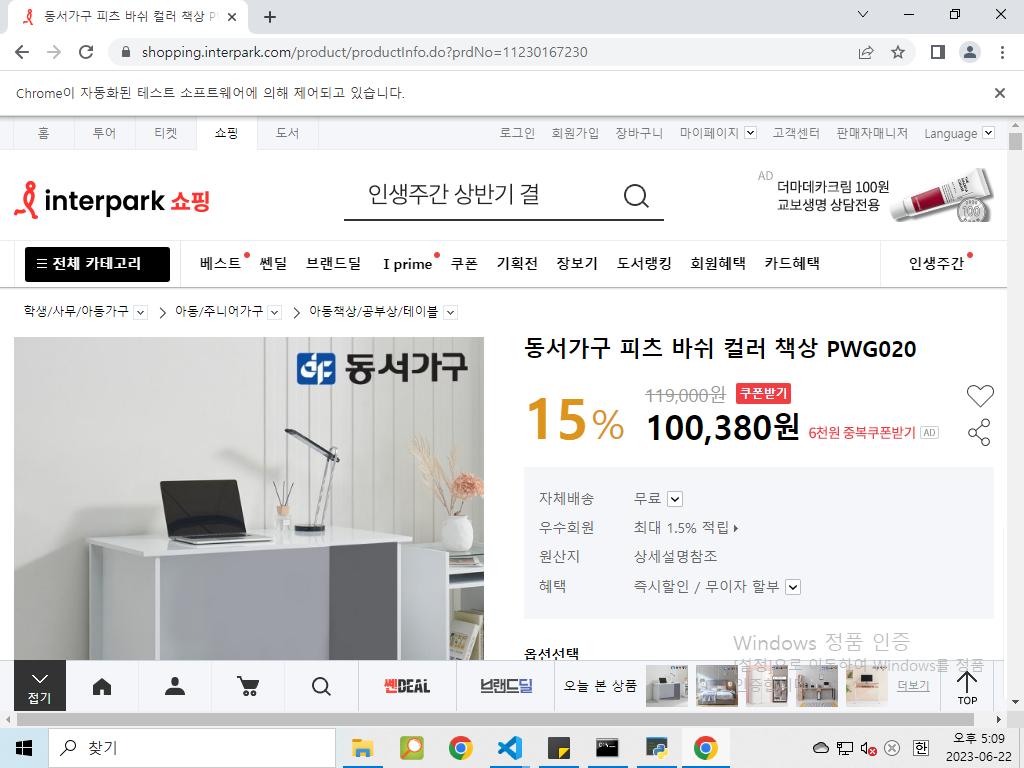 동서가구 피츠 바쉬 컬러 책상 P
shopping.interpark.com/product/productInfo.do?prdNo=11230167230
Chrome이 자동화된 테스트 소프트웨어에 의해 제어되고 있습니다.
홈 투어 티켓 쇼핑 도서 로그인 회원가입 장바구니 마이페이지 고객센터 판매자매니저 Language
interpark 쇼핑
인생주간 상반기 결
AD 더마데카크림 100원
교보생명 상담전용
100
전체 카테고리 베스트 쎈딜 브랜드딜 I prime 쿠폰 기획전 장보기 도서랭킹 회원혜택 카드혜택 인생주간
학생/사무/아동가구 아동/주니어가구 아동책상/공부상/테이블
동서가구
동서가구 피츠 바쉬 컬러 책상 PWG020
15% 119,000원 쿠폰받기
100,380원 6천원 중복쿠폰받기 AD
자체배송 무료
우수회원 최대 1.5% 적립
원산지 상세설명참조
혜택 즉시할인 / 무이자 할부
옵션선택
Windows 정품 인증
[설정]으로 이동하여 Windows를 정품
인증합니다.
접기 쎈DEAL 브랜드딜 오늘 본 상품 더보기 TOP
찾기
오후 5:09
한
2023-06-22